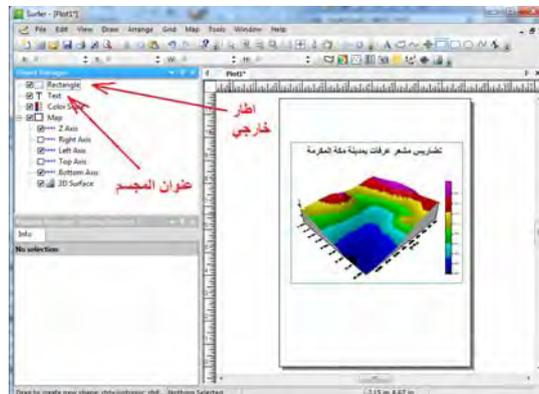 Surfer - [Plot1*]
File Edit View Draw Arrange Grid Map Tools Window Help
Object Manager
Plot1*
Rectangle
Text
Color
Map
Z Axis
Right Axis
Left Axis
Top Axis
Bottom Axis
3D Surface
اطار
خارجي
عنوان المجسم
تضاريس مشعر عرفات بمدينة مكة المكرمة
Info
No selection
Nothing Selected